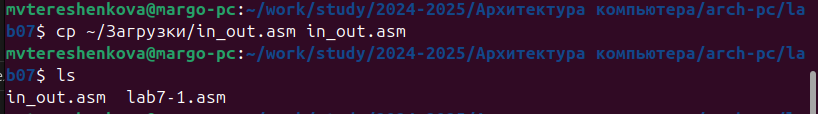 mvtereshenkova@margo-pc:~/work/study/2024-2025/Архитектура компьютера/arch-pc/la
b07$ cp ~/Загрузки/in_out.asm in_out.asm
mvtereshenkova@margo-pc:~/work/study/2024-2025/Архитектура компьютера/arch-pc/la
b07$ ls
in_out.asm  lab7-1.asm